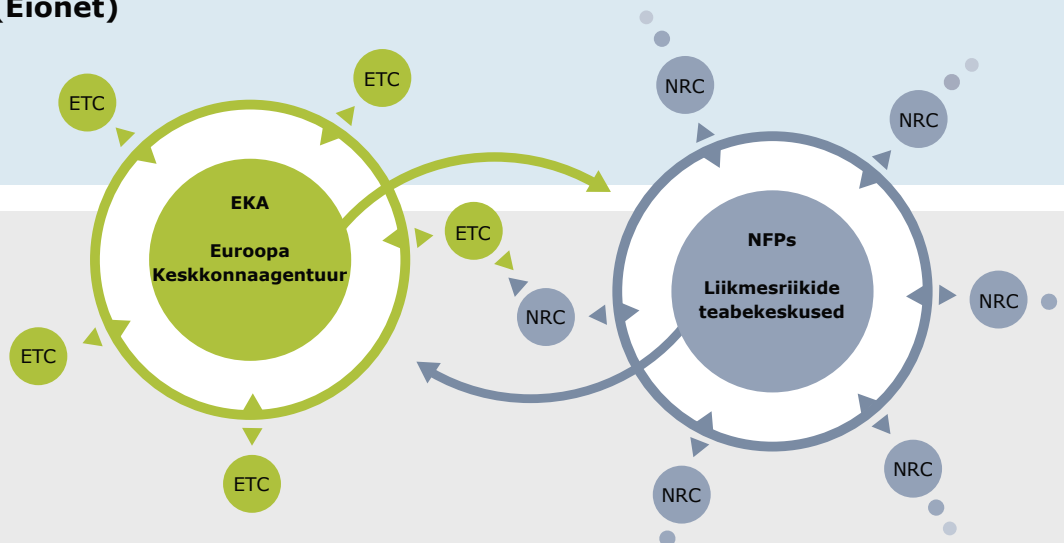 (Eionet)
ETC
ETC
EKA
Euroopa
Keskkonnaagentuur
ETC
ETC
ETC
NRC
NRC
NFPs
Liikmesriikide
teabekeskused
NRC
NRC
NRC
NRC